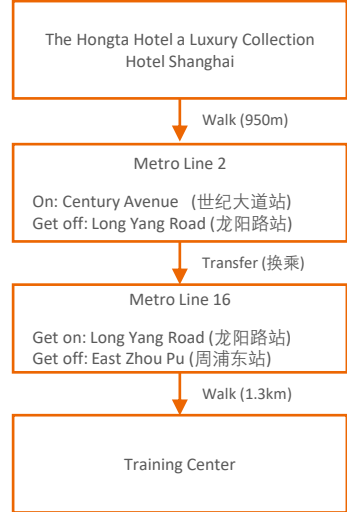 The Hongta Hotel a Luxury Collection
Hotel Shanghai
Walk (950m)
Metro Line 2
On: Century Avenue (世纪大道站)
Get off: Long Yang Road (龙阳路站)
Transfer (换乘)
Metro Line 16
Get on: Long Yang Road (龙阳路站)
Get off: East Zhou Pu (周浦东站)
Walk (1.3km)
Training Center